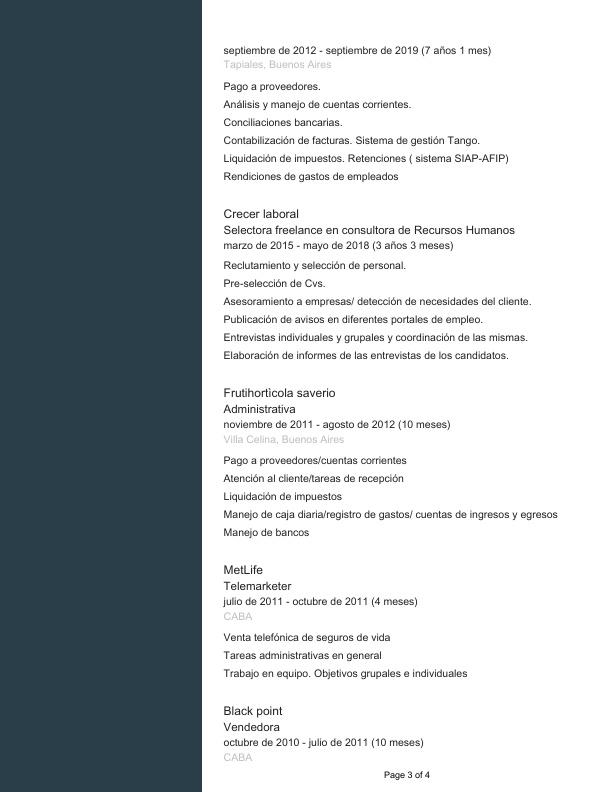 septiembre de 2012 - septiembre de 2019 (7 años 1 mes)
Tapiales, Buenos Aires
Pago a proveedores.
Análisis y manejo de cuentas corrientes.
Conciliaciones bancarias.
Contabilización de facturas. Sistema de gestión Tango.
Liquidación de impuestos. Retenciones ( sistema SIAP-AFIP)
Rendiciones de gastos de empleados
Crecer laboral
Selectora freelance en consultora de Recursos Humanos
marzo de 2015 - mayo de 2018 (3 años 3 meses)
Reclutamiento y selección de personal.
Pre-selección de Cvs.
Asesoramiento a empresas/ detección de necesidades del cliente.
Publicación de avisos en diferentes portales de empleo.
Entrevistas individuales y grupales y coordinación de las mismas.
Elaboración de informes de las entrevistas de los candidatos.
Frutihortìcola saverio
Administrativa
noviembre de 2011 - agosto de 2012 (10 meses)
Villa Celina, Buenos Aires
Pago a proveedores/cuentas corrientes
Atención al cliente/tareas de recepción
Liquidación de impuestos
Manejo de caja diaria/registro de gastos/ cuentas de ingresos y egresos
Manejo de bancos
MetLife
Telemarketer
julio de 2011 - octubre de 2011 (4 meses)
CABA
Venta telefónica de seguros de vida
Tareas administrativas en general
Trabajo en equipo. Objetivos grupales e individuales
Black point
Vendedora
octubre de 2010 - julio de 2011 (10 meses)
CABA
Page 3 of 4